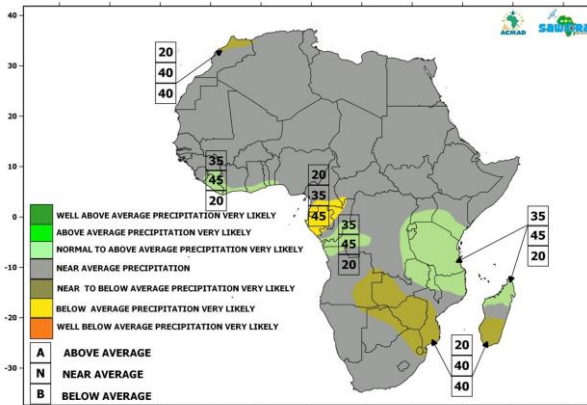 40
30
20
10
0
-10
-20
-30
ACMAD
20
40
40
35
45
20
20
35
45
35
45
20
35
45
20
20
40
40
WELL ABOVE AVERAGE PRECIPITATION VERY LIKELY
ABOVE AVERAGE PRECIPITATION VERY LIKELY
NORMAL TO ABOVE AVERAGE PRECIPITATION VERY LIKELY
NEAR AVERAGE PRECIPITATION
NEAR TO BELOW AVERAGE PRECIPITATION VERY LIKELY
BELOW AVERAGE PRECIPITATION VERY LIKELY
WELL BELOW AVERAGE PRECIPITATION VERY LIKELY
A ABOVE AVERAGE
N NEAR AVERAGE
B BELOW AVERAGE